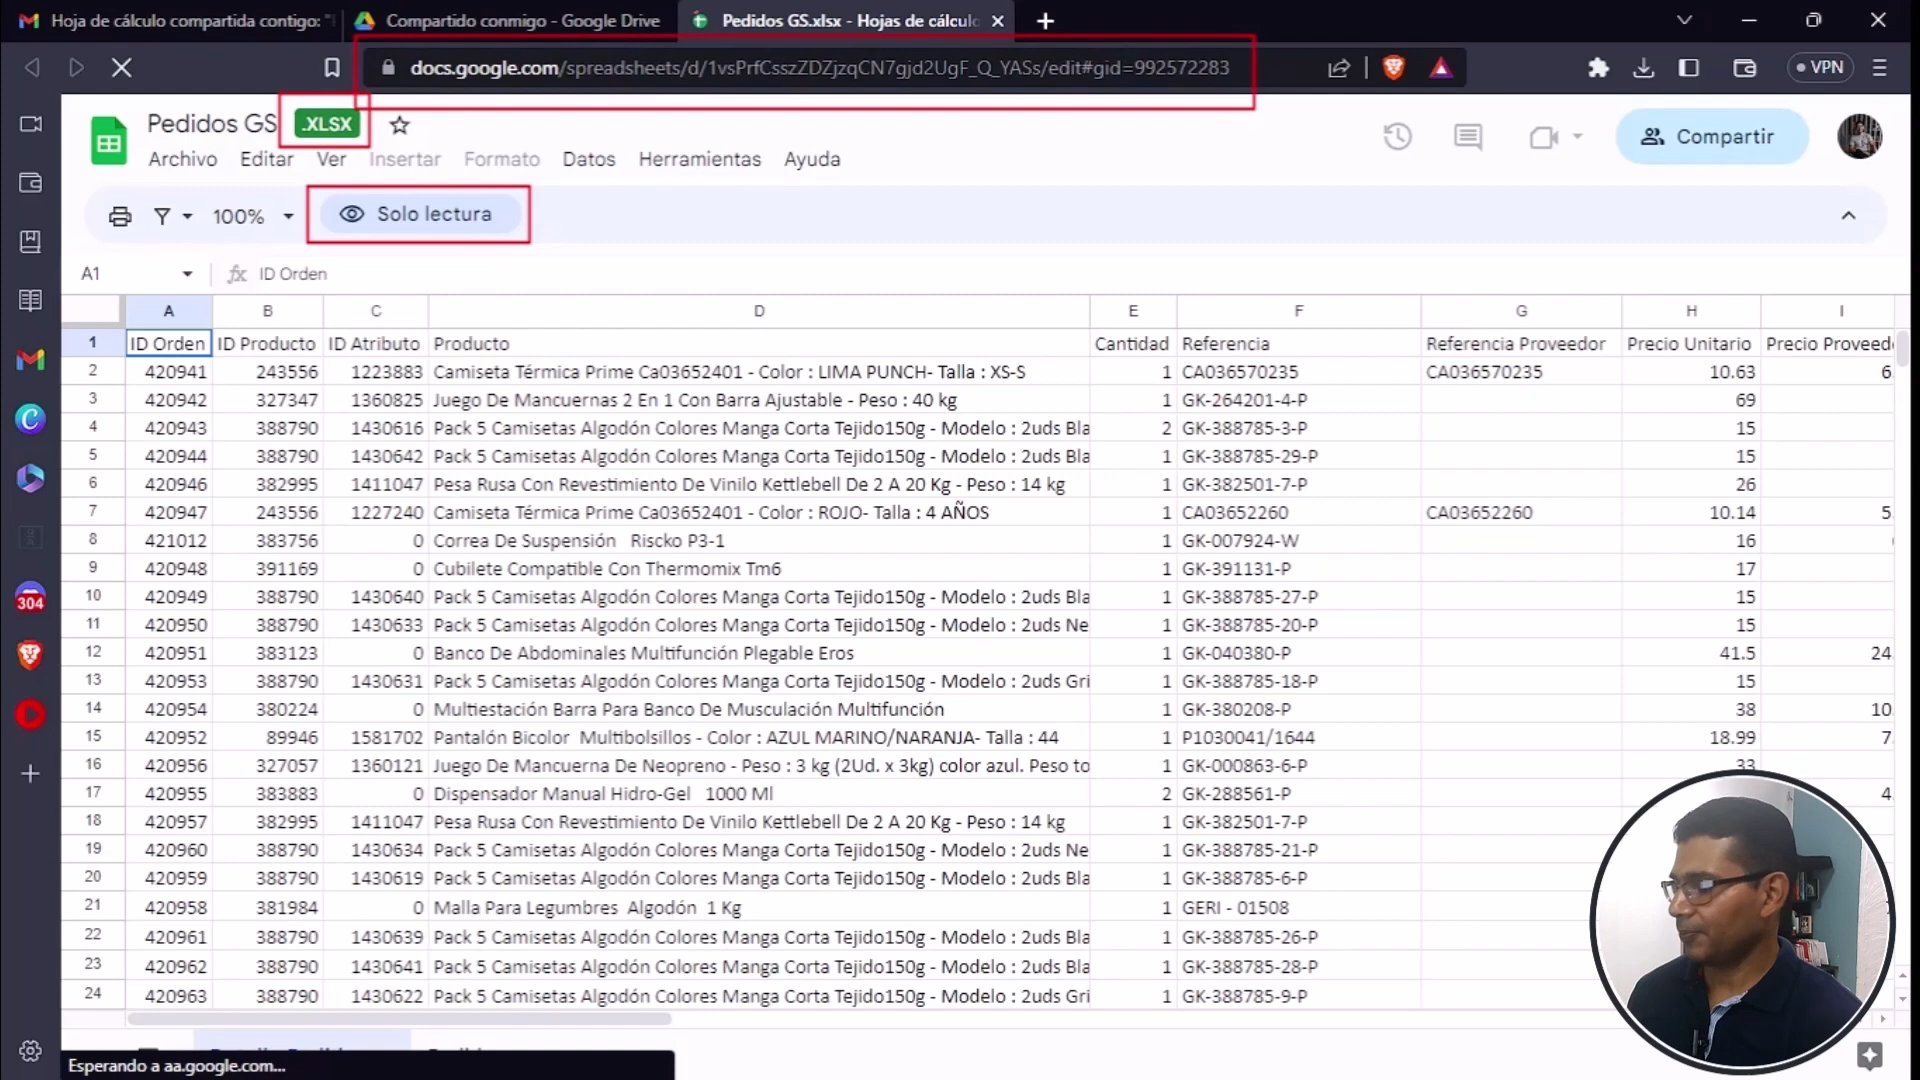 Hoja de cálculo compartida contigo: "
Compartido conmigo - Google Drive
Pedidos GS.xlsx - Hojas de cálculo
docs.google.com/spreadsheets/d/1vsPrfCsszZDZjzqCN7gjd2UgF_Q_YASs/edit#gid=992572283
VPN
Pedidos GS .XLSX
Compartir
Archivo Editar Ver Insertar Formato Datos Herramientas Ayuda
100% Solo lectura
A1 fx ID Orden
A B C D E F G H I
1 ID Orden ID Producto ID Atributo Producto Cantidad Referencia Referencia Proveedor Precio Unitario Precio Proveed
2 420941 243556 1223883 Camiseta Térmica Prime Ca03652401 - Color : LIMA PUNCH- Talla : XS-S 1 CA036570235 CA036570235 10.63 6.
3 420942 327347 1360825 Juego De Mancuernas 2 En 1 Con Barra Ajustable - Peso : 40 kg 1 GK-264201-4-P 69
4 420943 388790 1430616 Pack 5 Camisetas Algodón Colores Manga Corta Tejido150g - Modelo : 2uds Bla 2 GK-388785-3-P 15
5 420944 388790 1430642 Pack 5 Camisetas Algodón Colores Manga Corta Tejido150g - Modelo : 2uds Bla 1 GK-388785-29-P 15
6 420946 382995 1411047 Pesa Rusa Con Revestimiento De Vinilo Kettlebell De 2 A 20 Kg - Peso : 14 kg 1 GK-382501-7-P 26
7 420947 243556 1227240 Camiseta Térmica Prime Ca03652401 - Color : ROJO- Talla : 4 AÑOS 1 CA03652260 CA03652260 10.14 5.
8 421012 383756 0 Correa De Suspensión Riscko P3-1 1 GK-007924-W 16
9 420948 391169 0 Cubilete Compatible Con Thermomix Tm6 1 GK-391131-P 17
10 420949 388790 1430640 Pack 5 Camisetas Algodón Colores Manga Corta Tejido150g - Modelo : 2uds Bla 1 GK-388785-27-P 15
11 420950 388790 1430633 Pack 5 Camisetas Algodón Colores Manga Corta Tejido150g - Modelo : 2uds Ne 1 GK-388785-20-P 15
12 420951 383123 0 Banco De Abdominales Multifunción Plegable Eros 1 GK-040380-P 41.5 24.
13 420953 388790 1430631 Pack 5 Camisetas Algodón Colores Manga Corta Tejido150g - Modelo : 2uds Gri 1 GK-388785-18-P 15
14 420954 380224 0 Multiestación Barra Para Banco De Musculación Multifunción 1 GK-380208-P 38 10.
15 420952 89946 1581702 Pantalón Bicolor Multibolsillos - Color : AZUL MARINO/NARANJA- Talla : 44 1 P1030041/1644 18.99 7.
16 420956 327057 1360121 Juego De Mancuerna De Neopreno - Peso : 3 kg (2Ud. x 3kg) color azul. Peso to 1 GK-000863-6-P 33
17 420955 383883 0 Dispensador Manual Hidro-Gel 1000 Ml 2 GK-288561-P 4.
18 420957 382995 1411047 Pesa Rusa Con Revestimiento De Vinilo Kettlebell De 2 A 20 Kg - Peso : 14 kg 1 GK-382501-7-P
19 420960 388790 1430634 Pack 5 Camisetas Algodón Colores Manga Corta Tejido150g - Modelo : 2uds Ne 1 GK-388785-21-P
20 420959 388790 1430619 Pack 5 Camisetas Algodón Colores Manga Corta Tejido150g - Modelo : 2uds Bla 1 GK-388785-6-P
21 420958 381984 0 Malla Para Legumbres Algodón 1 Kg 1 GERI - 01508
22 420961 388790 1430639 Pack 5 Camisetas Algodón Colores Manga Corta Tejido150g - Modelo : 2uds Bla 1 GK-388785-26-P
23 420962 388790 1430641 Pack 5 Camisetas Algodón Colores Manga Corta Tejido150g - Modelo : 2uds Bla 1 GK-388785-28-P
24 420963 388790 1430622 Pack 5 Camisetas Algodón Colores Manga Corta Tejido150g - Modelo : 2uds Gri 1 GK-388785-9-P
304
Esperando a aa.google.com...